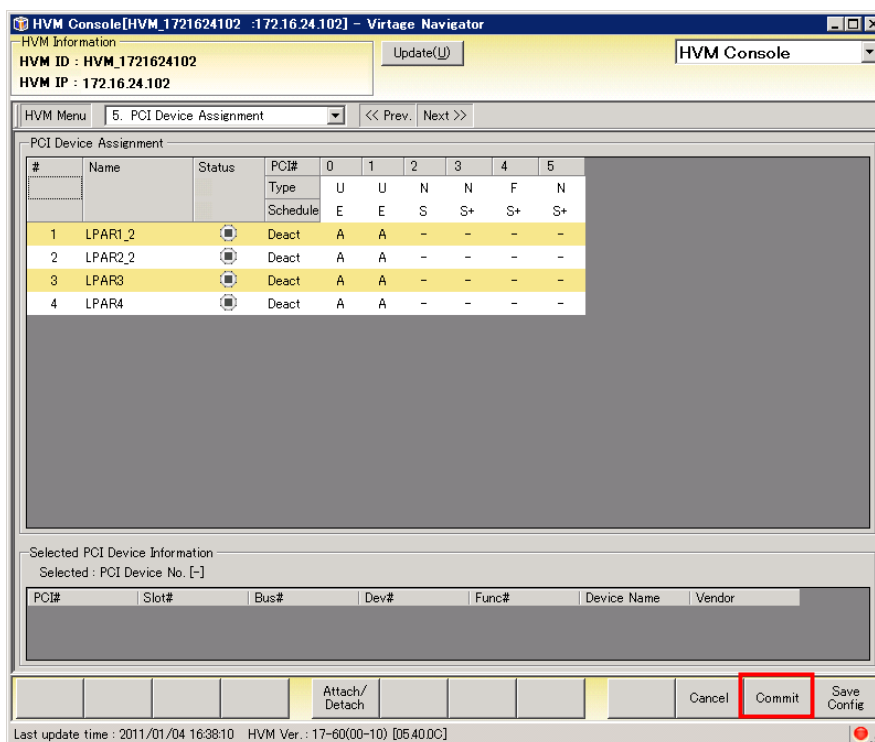 HVM Console[HVM_1721624102 :172.16.24.102] - Virtage Navigator
HVM Information
HVM ID : HVM_1721624102
HVM IP : 172.16.24.102
Update(U)
HVM Console
HVM Menu 5. PCI Device Assignment << Prev. Next >>
PCI Device Assignment
# Name Status PCI# 0 1 2 3 4 5
Type U U N N F N
Schedule E E S S+ S+ S+
1 LPAR1_2 Deact A A - - - -
2 LPAR2_2 Deact A A - - - -
3 LPAR3 Deact A A - - - -
4 LPAR4 Deact A A - - - -
Selected PCI Device Information
Selected : PCI Device No. [-]
PCI# Slot# Bus# Dev# Func# Device Name Vendor
Attach/
Detach
Cancel Commit Save
Config
Last update time : 2011/01/04 16:38:10 HVM Ver. : 17-60(00-10) [05.40.0C]